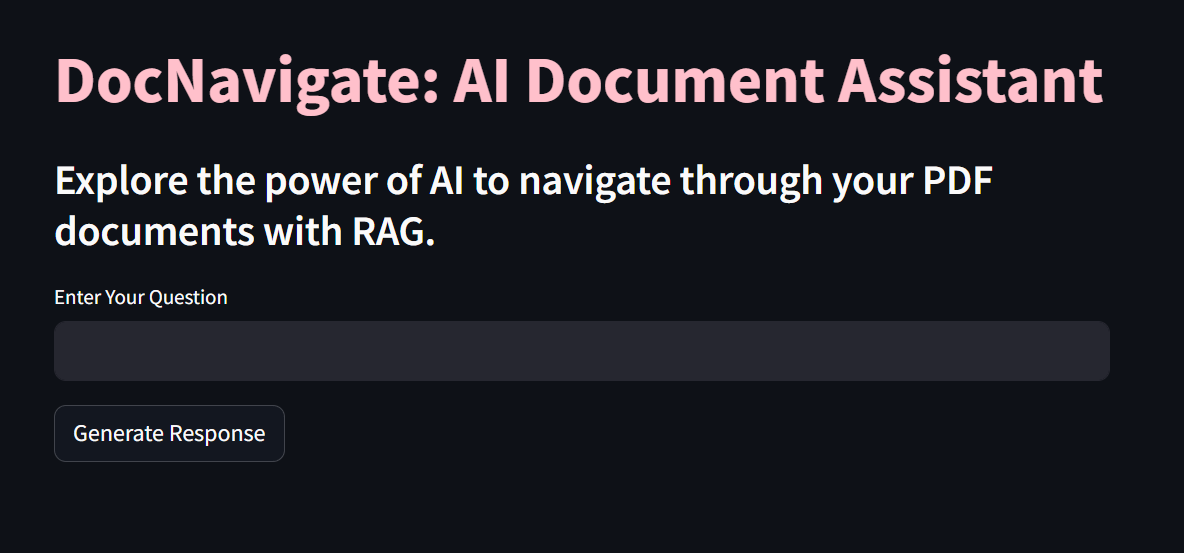 DocNavigate: AI Document Assistant
Explore the power of AI to navigate through your PDF
documents with RAG.
Enter Your Question
Generate Response